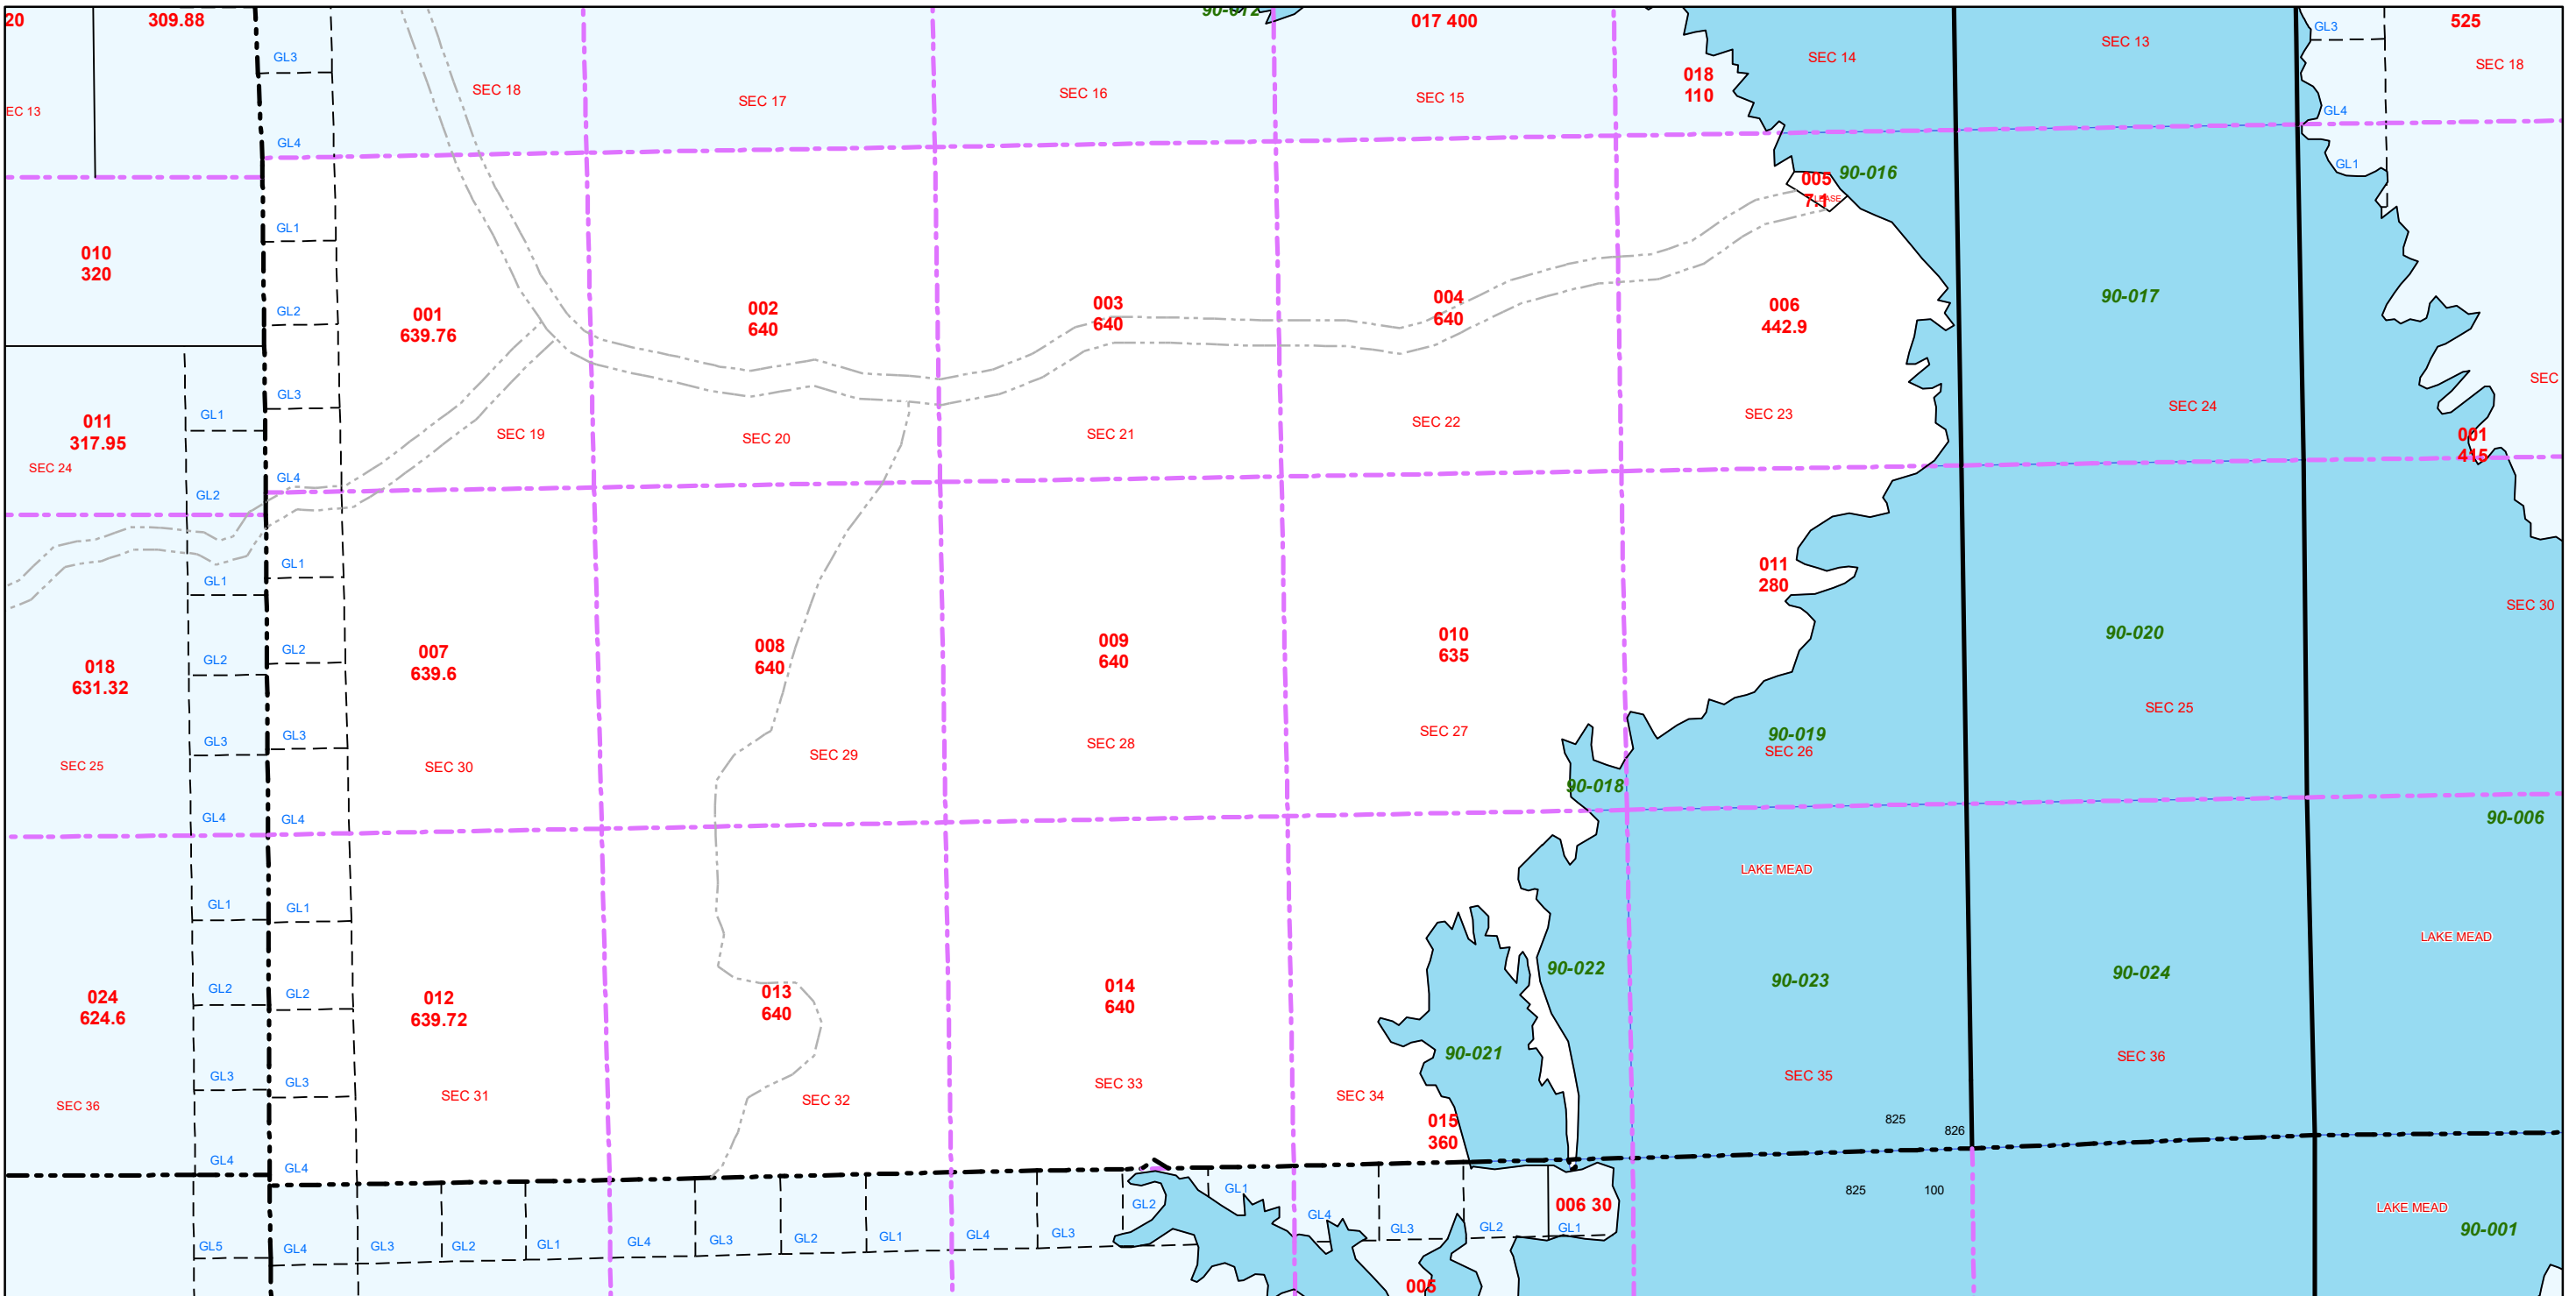 20
309.88
90-012
017 400
525
GL3
SEC 14
SEC 13
GL3
SEC 18
SEC 17
SEC 16
SEC 15
018
110
SEC 18
EC 13
GL4
GL4
GL1
90-016
005
7.1
LEASE
GL1
010
320
GL2
001
639.76
002
640
003
640
004
640
006
442.9
90-017
GL3
SEC
GL1
011
317.95
SEC 24
SEC 19
SEC 20
SEC 21
SEC 22
SEC 23
SEC 24
001
415
GL4
GL2
GL1
GL1
011
280
SEC 30
GL2
GL2
018
631.32
007
639.6
008
640
009
640
010
635
90-020
GL3
GL3
SEC 25
SEC 30
SEC 29
SEC 28
SEC 27
90-019
SEC 26
SEC 25
90-018
GL4
GL4
90-006
LAKE MEAD
GL1
GL1
LAKE MEAD
GL2
GL2
024
624.6
012
639.72
013
640
014
640
90-022
90-023
90-024
90-021
GL3
GL3
SEC 36
SEC 31
SEC 32
SEC 33
SEC 34
SEC 35
SEC 36
015
360
825
826
GL4
GL4
GL2
GL1
006 30
825
100
LAKE MEAD
90-001
GL5
GL4
GL3
GL2
GL1
GL4
GL3
GL2
GL1
GL4
GL3
GL4
GL3
GL2
GL1
005